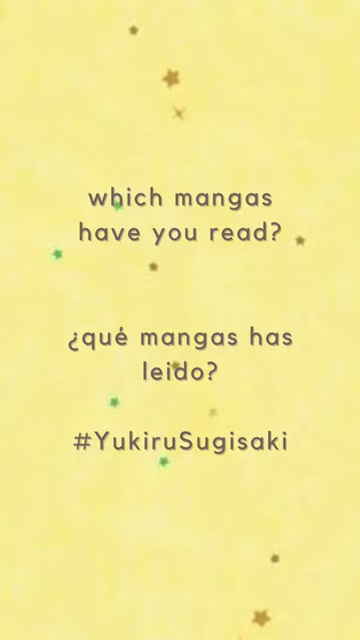 which mangas
have you read?
¿qué mangas has
leido?
#YukiruSugisaki